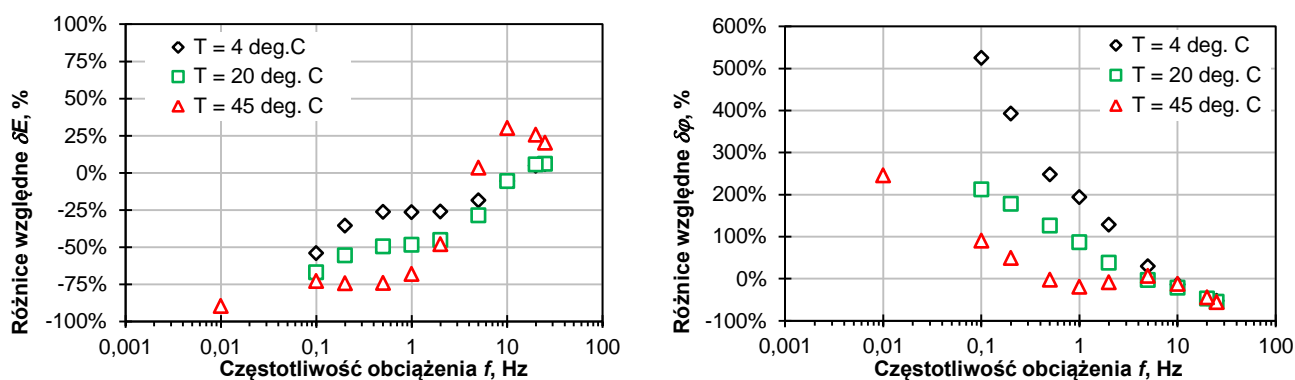 100%
75%
50%
25%
0%
-25%
-50%
-75%
-100%
Różnice względne δE, %
T = 4 deg.C
T = 20 deg. C
T = 45 deg. C
0,001
0,01
0,1
1
10
100
Częstotliwość obciążenia f, Hz
600%
500%
400%
300%
200%
100%
0%
-100%
Różnice względne δφ, %
T = 4 deg. C
T = 20 deg. C
T = 45 deg. C
0,001
0,01
0,1
1
10
100
Częstotliwość obciążenia f, Hz